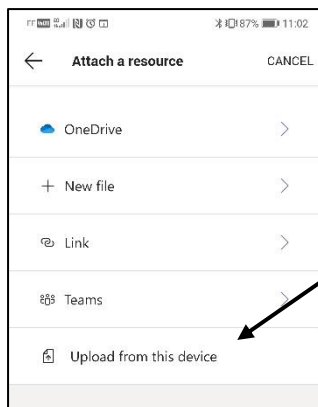 87% 11:02
Attach a resource CANCEL
OneDrive
New file
Link
Teams
Upload from this device